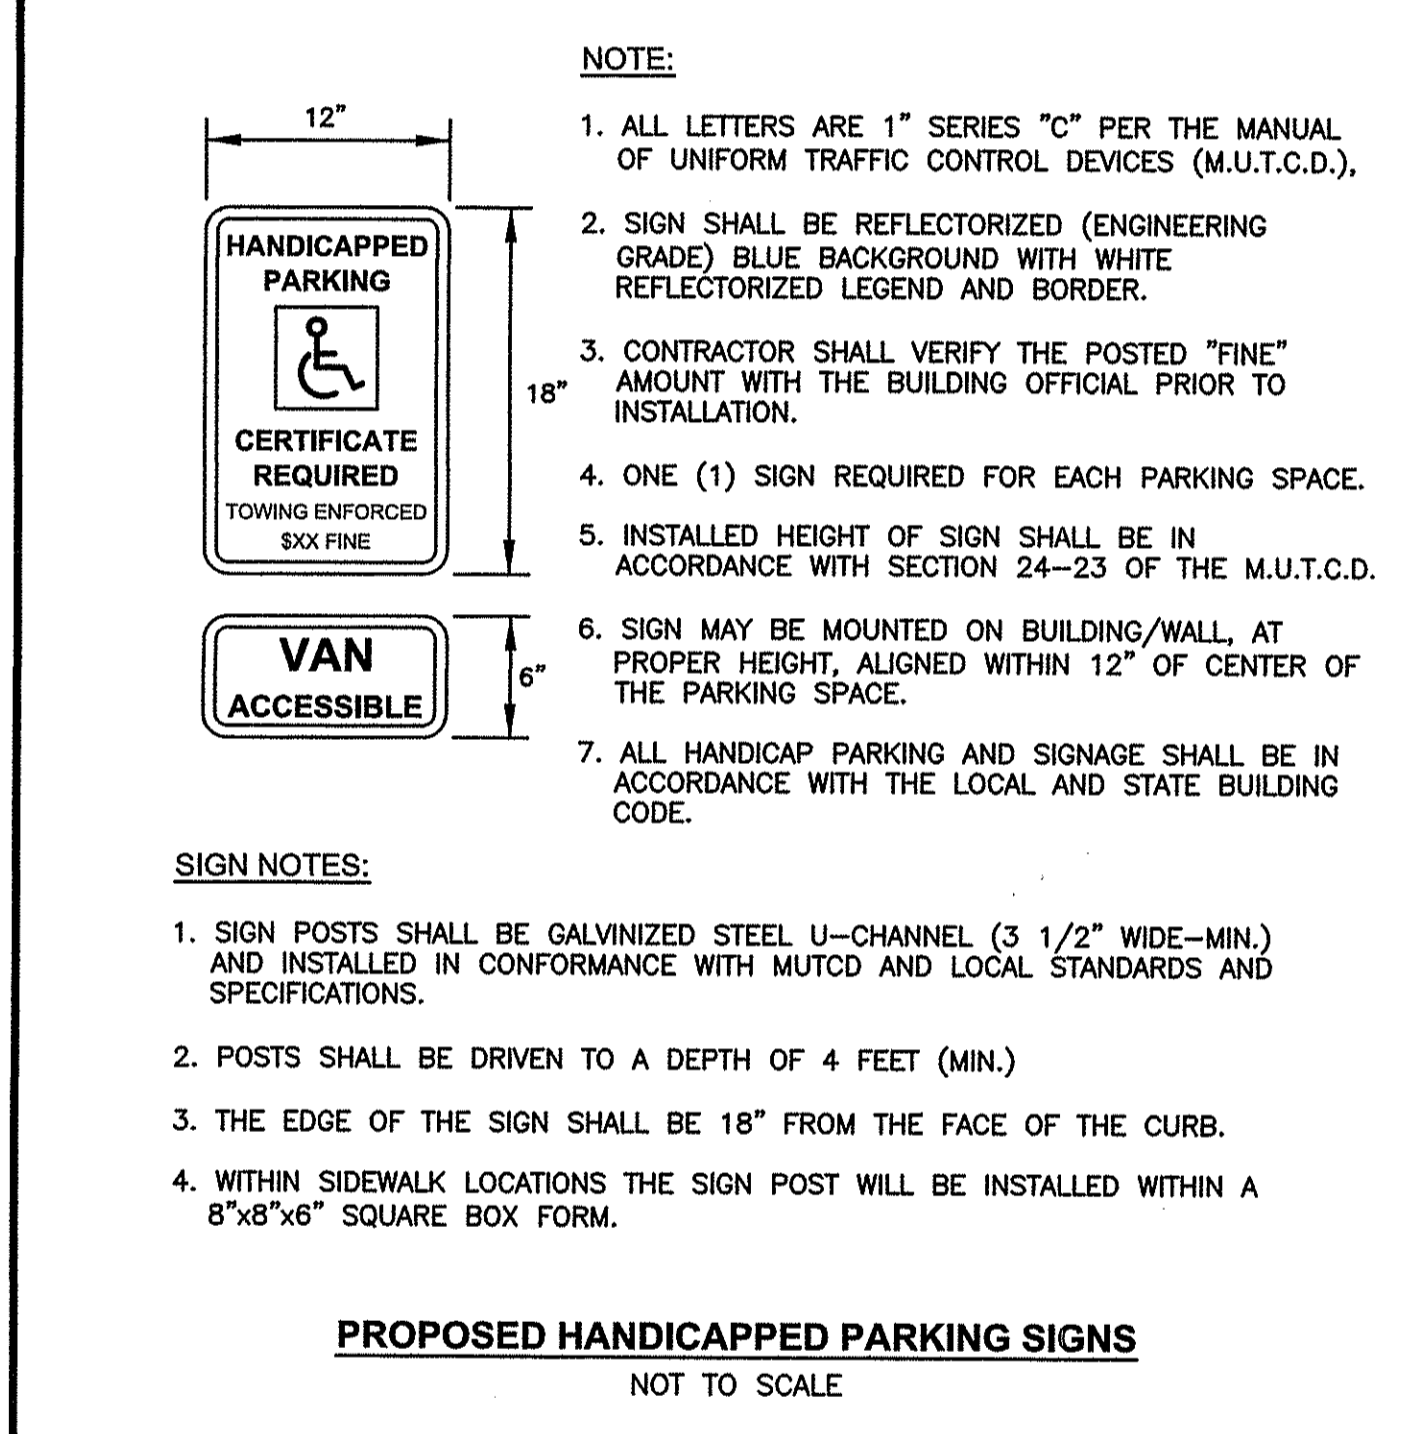 12"
HANDICAPPED
PARKING
CERTIFICATE
REQUIRED
TOWING ENFORCED
$XX FINE
18"
VAN
ACCESSIBLE
6"
NOTE:
1. ALL LETTERS ARE 1" SERIES "C" PER THE MANUAL
OF UNIFORM TRAFFIC CONTROL DEVICES (M.U.T.C.D.),
2. SIGN SHALL BE REFLECTORIZED (ENGINEERING
GRADE) BLUE BACKGROUND WITH WHITE
REFLECTORIZED LEGEND AND BORDER.
3. CONTRACTOR SHALL VERIFY THE POSTED "FINE"
AMOUNT WITH THE BUILDING OFFICIAL PRIOR TO
INSTALLATION.
4. ONE (1) SIGN REQUIRED FOR EACH PARKING SPACE.
5. INSTALLED HEIGHT OF SIGN SHALL BE IN
ACCORDANCE WITH SECTION 24-23 OF THE M.U.T.C.D.
6. SIGN MAY BE MOUNTED ON BUILDING/WALL, AT
PROPER HEIGHT, ALIGNED WITHIN 12" OF CENTER OF
THE PARKING SPACE.
7. ALL HANDICAP PARKING AND SIGNAGE SHALL BE IN
ACCORDANCE WITH THE LOCAL AND STATE BUILDING
CODE.
SIGN NOTES:
1. SIGN POSTS SHALL BE GALVINIZED STEEL U-CHANNEL (3 1/2" WIDE-MIN.)
AND INSTALLED IN CONFORMANCE WITH MUTCD AND LOCAL STANDARDS AND
SPECIFICATIONS.
2. POSTS SHALL BE DRIVEN TO A DEPTH OF 4 FEET (MIN.)
3. THE EDGE OF THE SIGN SHALL BE 18" FROM THE FACE OF THE CURB.
4. WITHIN SIDEWALK LOCATIONS THE SIGN POST WILL BE INSTALLED WITHIN A
8"x8"x6" SQUARE BOX FORM.
PROPOSED HANDICAPPED PARKING SIGNS
NOT TO SCALE